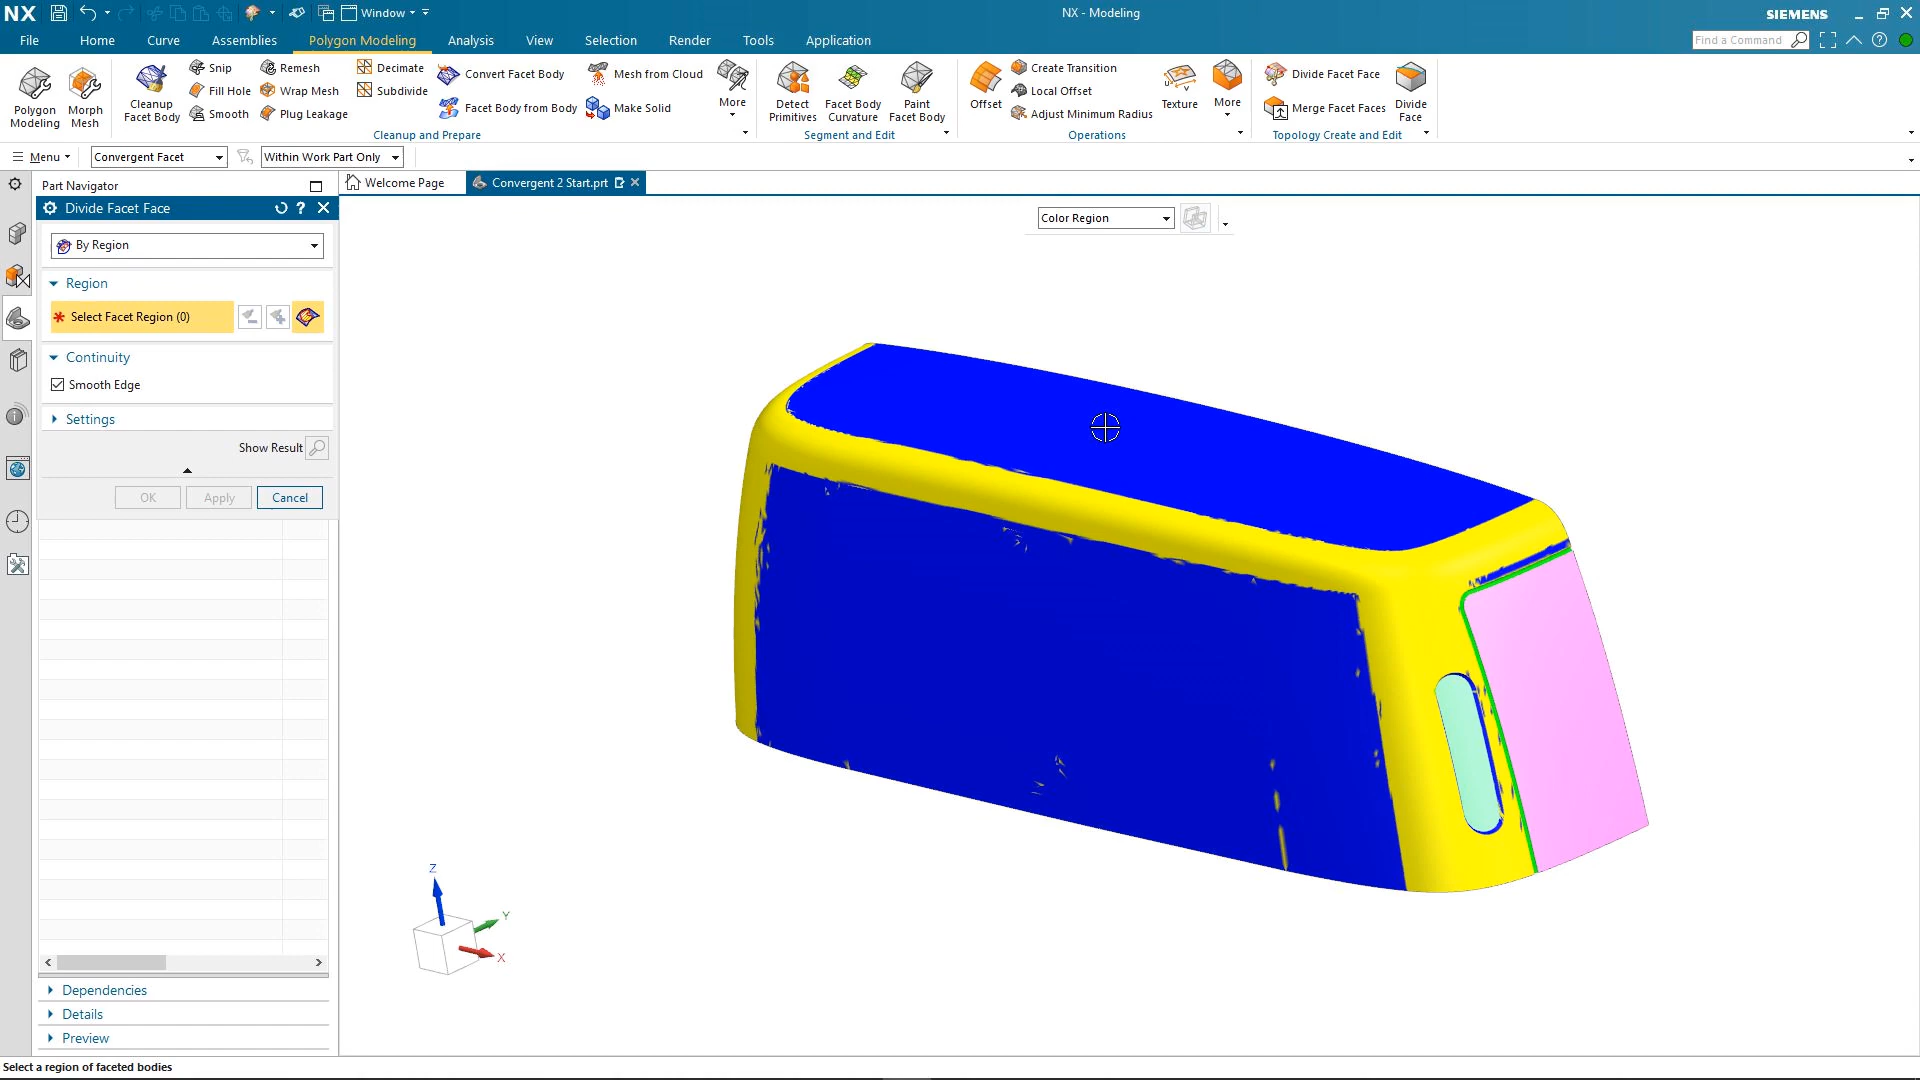 NX
Window
NX - Modeling
SIEMENS
File
Home
Curve
Assemblies
Polygon Modeling
Analysis
View
Selection
Render
Tools
Application
Find a Command
Polygon Modeling
Morph Mesh
Cleanup Facet Body
Snip
Fill Hole
Smooth
Remesh
Wrap Mesh
Plug Leakage
Decimate
Subdivide
Convert Facet Body
Facet Body from Body
Mesh from Cloud
Make Solid
More
Cleanup and Prepare
Detect Primitives
Facet Body Curvature
Paint Facet Body
Segment and Edit
Offset
Create Transition
Local Offset
Adjust Minimum Radius
Texture
More
Operations
Divide Facet Face
Merge Facet Faces
Divide Face
Topology Create and Edit
Menu
Convergent Facet
Within Work Part Only
Part Navigator
Welcome Page
Convergent 2 Start.prt
Divide Facet Face
?
Color Region
By Region
Region
* Select Facet Region (0)
Continuity
Smooth Edge
Settings
Show Result
OK
Apply
Cancel
Z
Y
X
Dependencies
Details
Preview
Select a region of faceted bodies